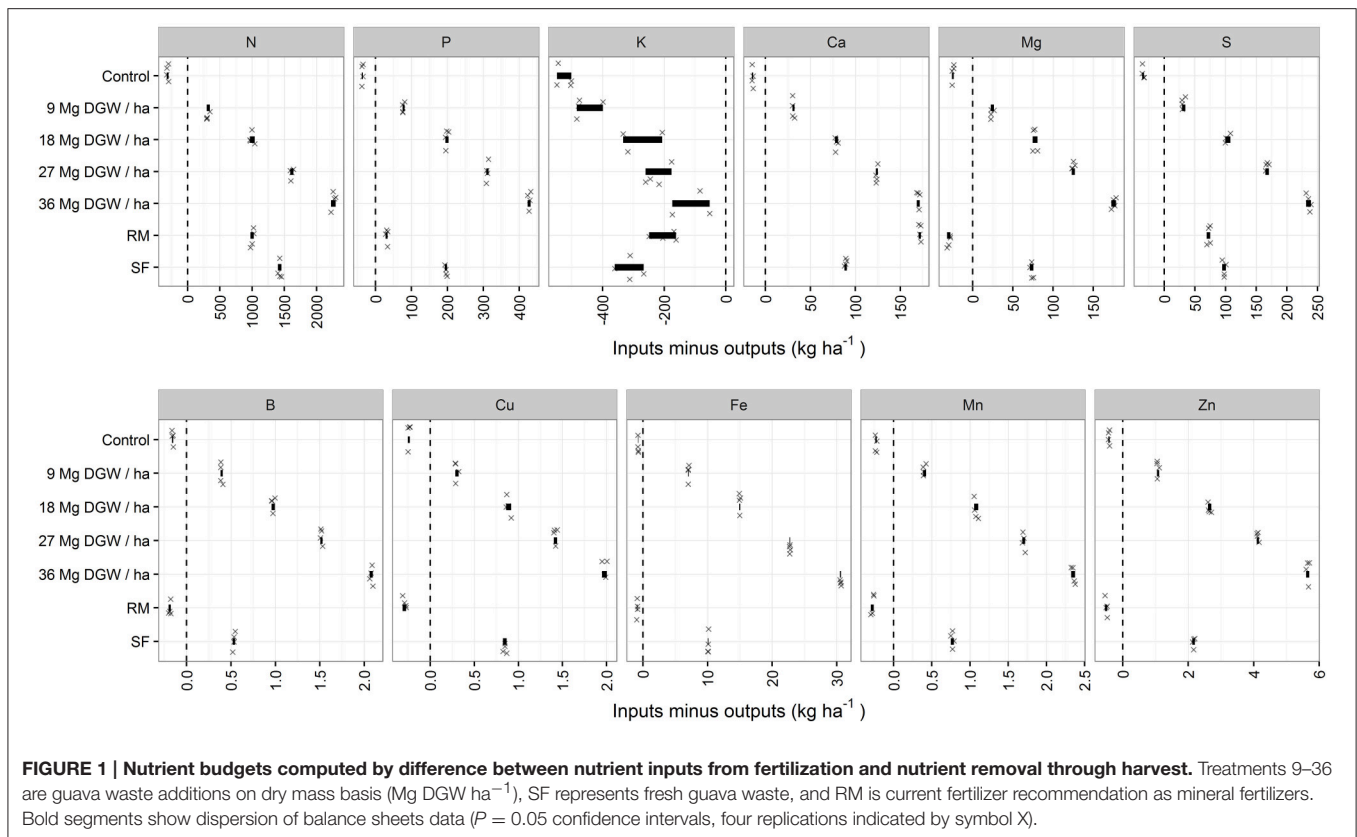 N P K Ca Mg S
Control
9 Mg DGW / ha
18 Mg DGW / ha
27 Mg DGW / ha
36 Mg DGW / ha
RM
SF
0 500 1000 1500 2000 0 100 200 300 400 -400 -200 0 0 50 100 150 0 50 100 150 0 50 100 150 200 250
Inputs minus outputs (kg ha-1)
B Cu Fe Mn Zn
Control
9 Mg DGW / ha
18 Mg DGW / ha
27 Mg DGW / ha
36 Mg DGW / ha
RM
SF
0.0 0.5 1.0 1.5 2.0 0.0 0.5 1.0 1.5 2.0 0 10 20 30 0.0 0.5 1.0 1.5 2.0 2.5 0 2 4 6
Inputs minus outputs (kg ha-1)
FIGURE 1 | Nutrient budgets computed by difference between nutrient inputs from fertilization and nutrient removal through harvest. Treatments 9–36
are guava waste additions on dry mass basis (Mg DGW ha−1), SF represents fresh guava waste, and RM is current fertilizer recommendation as mineral fertilizers.
Bold segments show dispersion of balance sheets data (P = 0.05 confidence intervals, four replications indicated by symbol X).